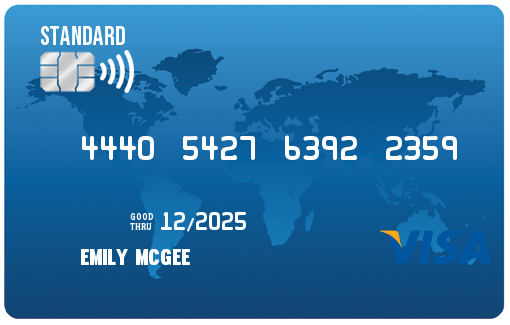 STANDARD
4440 5427 6392 2359
GOOD THRU 12/2025
VISA
EMILY MCGEE